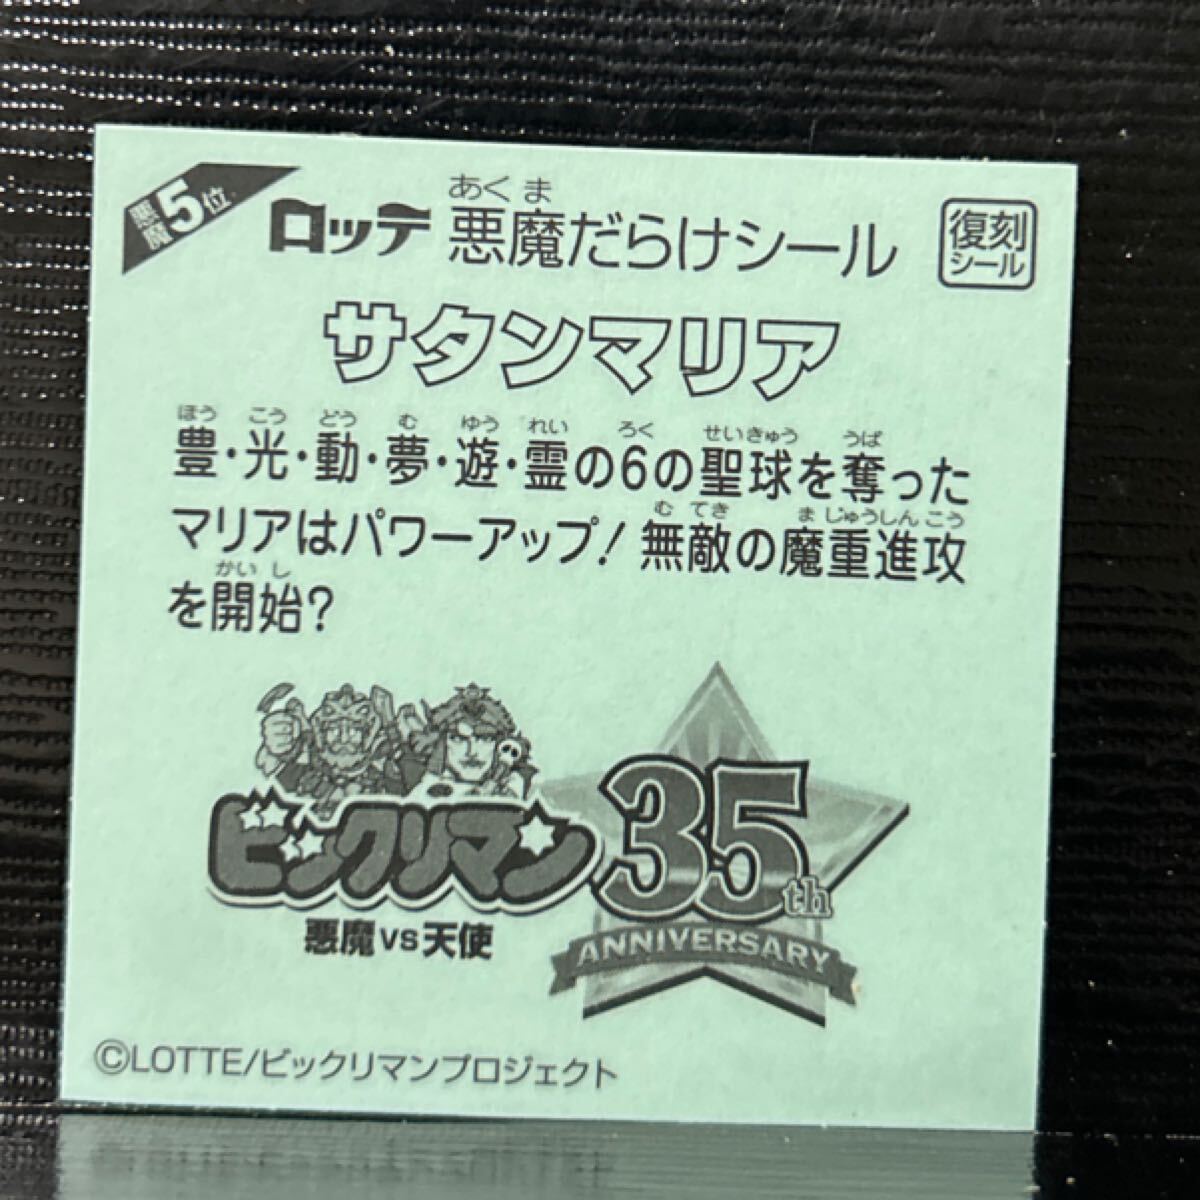 悪魔5位
ロッテ 悪魔だらけシール
あくま
復刻
シール
サタンマリア
ほう こう どう む ゆう れい ろく せいきゅう うば
豊・光・動・夢・遊・霊の6の聖球を奪った
む てき ま じゅうしんこう
マリアはパワーアップ！無敵の魔重進攻
かい し
を開始？
ビックリマン
悪魔VS天使
35th
ANNIVERSARY
©LOTTE/ビックリマンプロジェクト